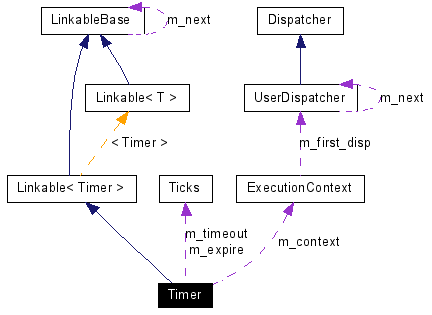 LinkableBase
m_next
Dispatcher
Linkable< T >
UserDispatcher
m_next
< Timer >
m_first_disp
Linkable< Timer >
Ticks
ExecutionContext
m_timeout
m_expire
m_context
Timer